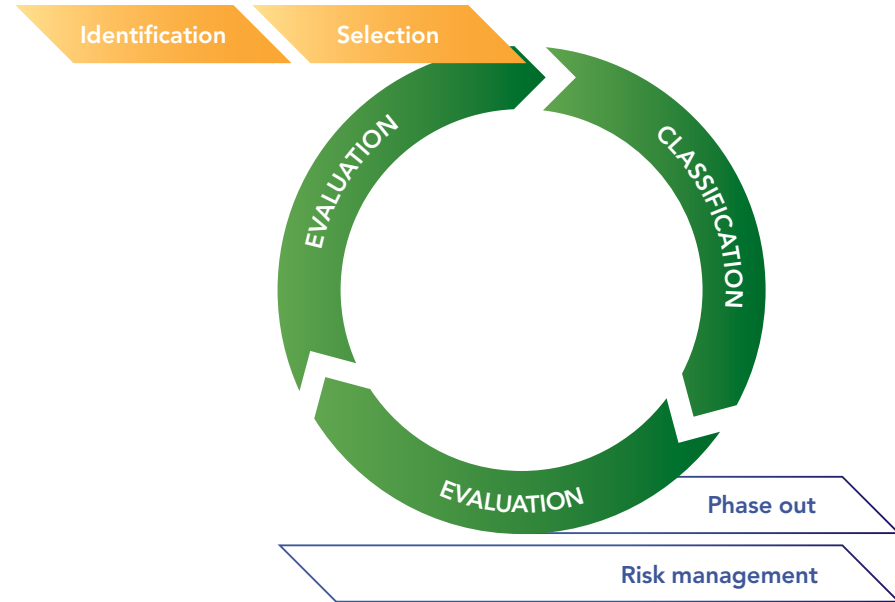 Identification
Selection
EVALUATION
CLASSIFICATION
EVALUATION
Phase out
Risk management